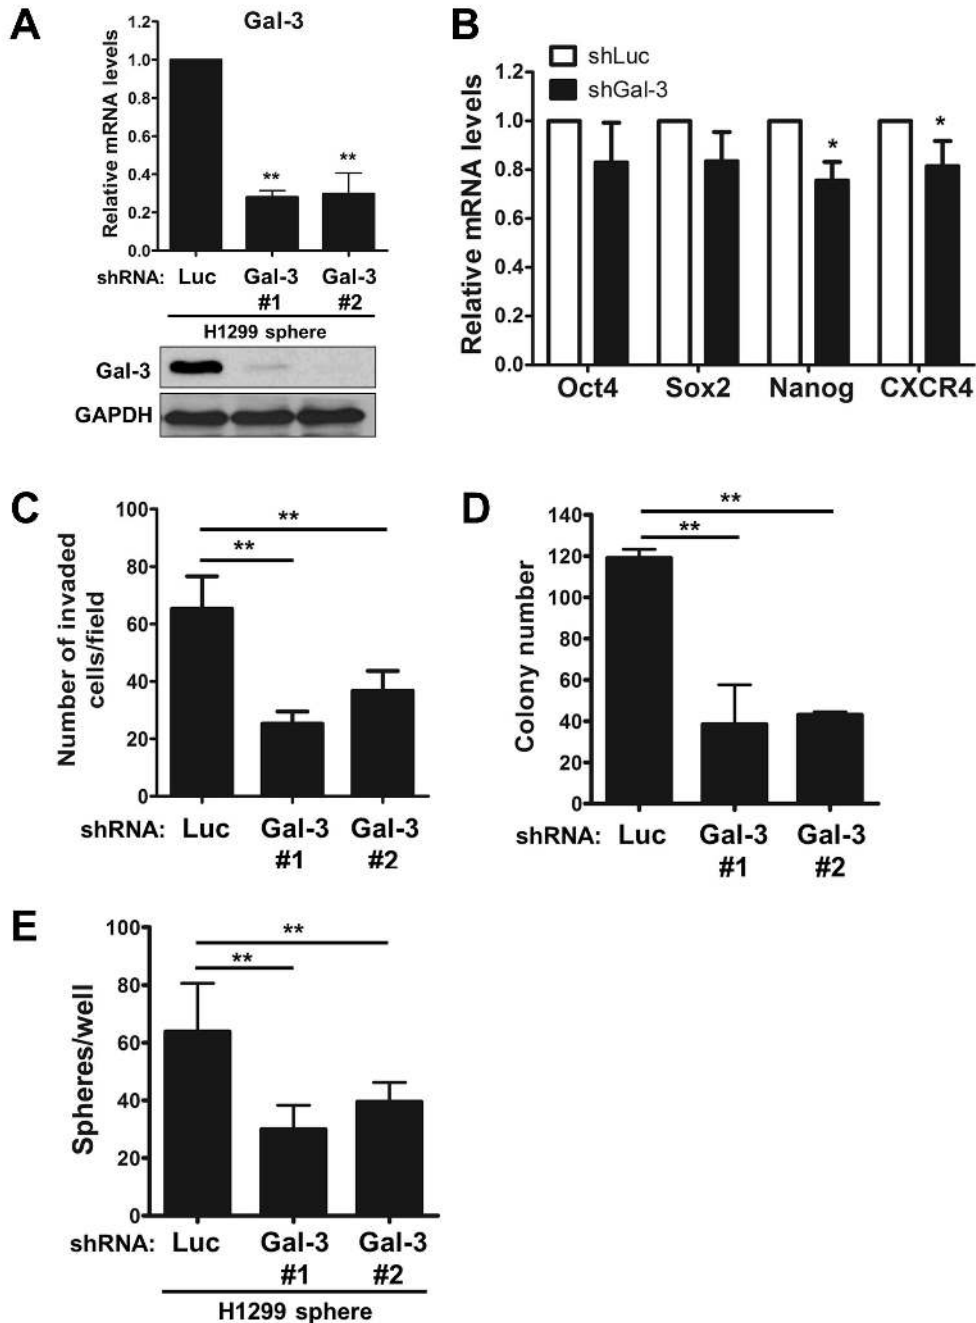 A
Gal-3
Relative mRNA levels
1.2
1.0
0.8
0.6
0.4
0.2
0.0
**
**
shRNA: Luc Gal-3 Gal-3
#1 #2
H1299 sphere
Gal-3
GAPDH
B
shLuc
shGal-3
Relative mRNA levels
1.2
1.0
0.8
0.6
0.4
0.2
0.0
*
*
Oct4 Sox2 Nanog CXCR4
C
Number of invaded
cells/field
100
80
60
40
20
0
**
**
shRNA: Luc Gal-3 Gal-3
#1 #2
D
Colony number
140
120
100
80
60
40
20
0
**
**
shRNA: Luc Gal-3 Gal-3
#1 #2
E
Spheres/well
100
80
60
40
20
0
**
**
shRNA: Luc Gal-3 Gal-3
#1 #2
H1299 sphere